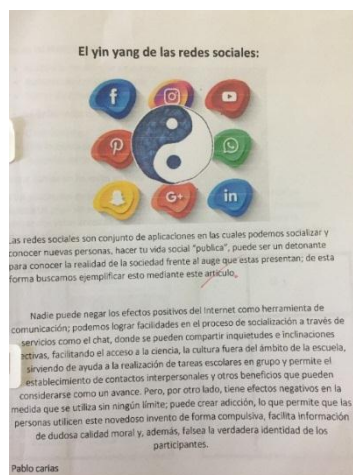 El yin yang de las redes sociales:
f
G+
in
Las redes sociales son conjunto de aplicaciones en las cuales podemos socializar y
conocer nuevas personas, hacer tu vida social "publica", puede ser un detonante
para conocer la realidad de la sociedad frente al auge que estas presentan; de esta
forma buscamos ejemplificar esto mediante este articulo.
Nadie puede negar los efectos positivos del Internet como herramienta de
comunicación; podemos lograr facilidades en el proceso de socialización a través de
servicios como el chat, donde se pueden compartir inquietudes e inclinaciones
ectivas, facilitando el acceso a la ciencia, la cultura fuera del ámbito de la escuela,
sirviendo de ayuda a la realización de tareas escolares en grupo y permite el
establecimiento de contactos interpersonales y otros beneficios que pueden
considerarse como un avance. Pero, por otro lado, tiene efectos negativos en la
medida que se utiliza sin ningún límite; puede crear adicción, lo que permite que las
personas utilicen este novedoso invento de forma compulsiva, facilita información
de dudosa calidad moral y, además, falsea la verdadera identidad de los
participantes.
Pablo carias